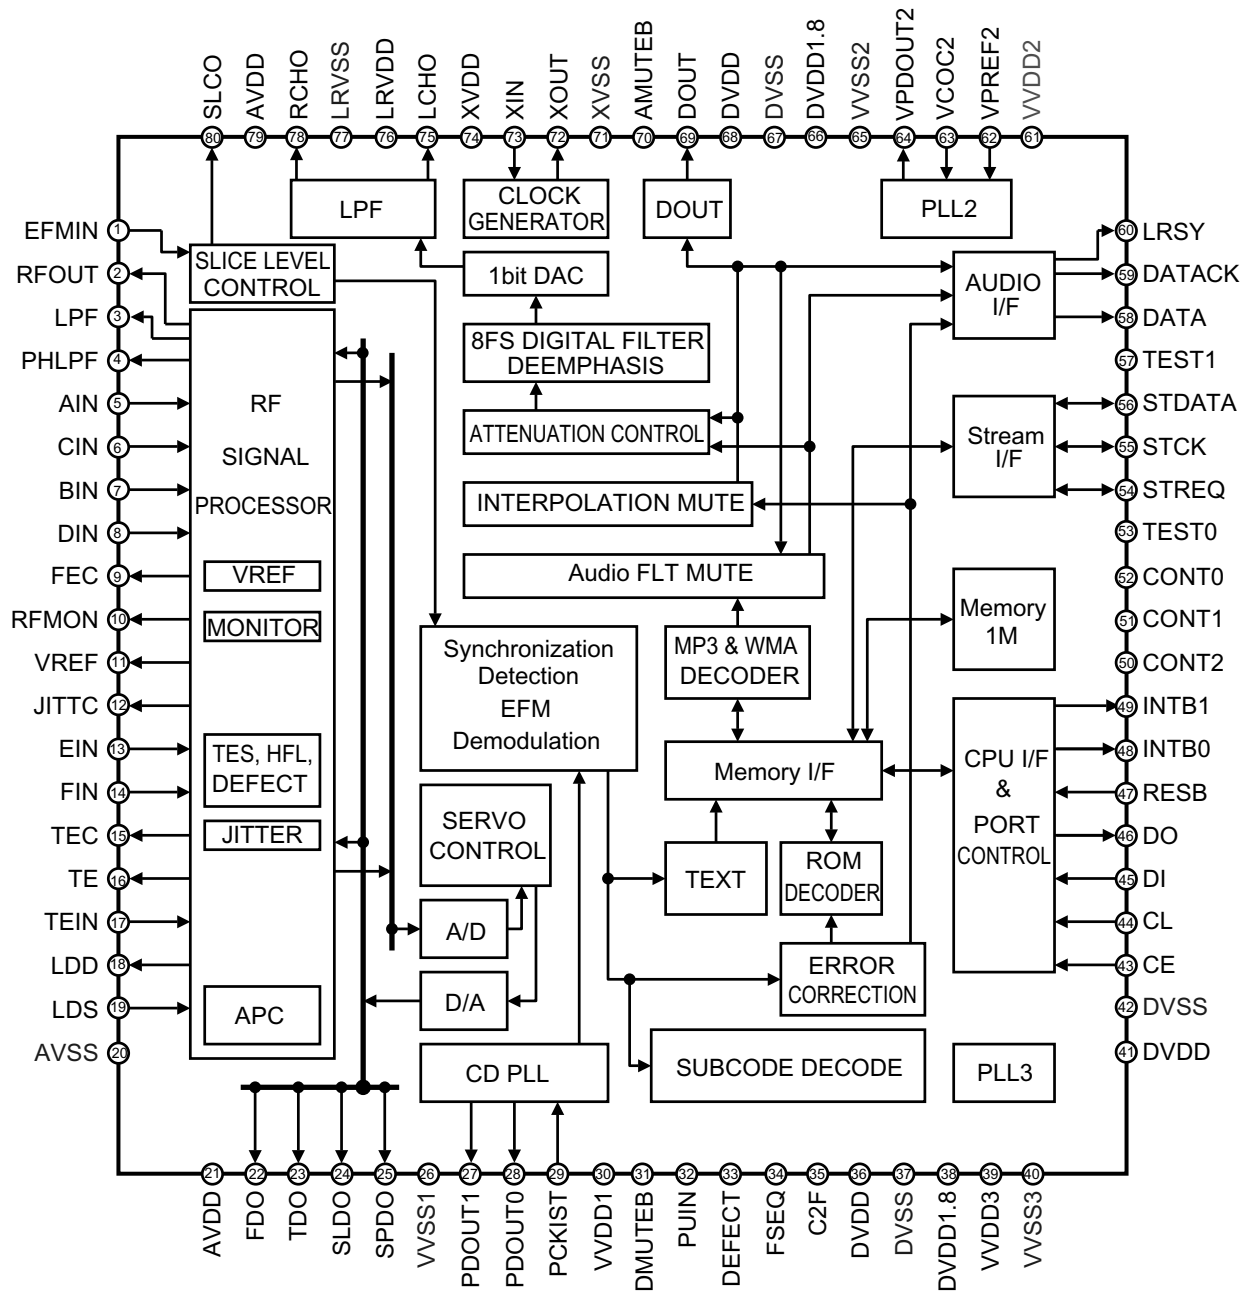 SLCO
AVDD
RCHO
LRVSS
LRVDD
LCHO
XVDD
XIN
XOUT
XVSS
AMUTEB
DOUT
DVDD
DVSS
DVDD1.8
VVSS2
VPDOUT2
VCOC2
VPREF2
VVDD2
80
79
78
77
76
75
74
73
72
71
70
69
68
67
66
65
64
63
62
61
EFMIN
1
RFOUT
2
LPF
3
PHLPF
4
AIN
5
CIN
6
BIN
7
DIN
8
FEC
9
RFMON
10
VREF
11
JITTC
12
EIN
13
FIN
14
TEC
15
TE
16
TEIN
17
LDD
18
LDS
19
AVSS
20
SLICE LEVEL
CONTROL
RF
SIGNAL
PROCESSOR
VREF
MONITOR
TES, HFL,
DEFECT
JITTER
APC
LPF
CLOCK
GENERATOR
DOUT
PLL2
1bit DAC
8FS DIGITAL FILTER
DEEMPHASIS
ATTENUATION CONTROL
INTERPOLATION MUTE
Audio FLT MUTE
Synchronization
Detection
EFM
Demodulation
MP3 & WMA
DECODER
Memory I/F
SERVO
CONTROL
A/D
D/A
TEXT
ROM
DECODER
ERROR
CORRECTION
CD PLL
SUBCODE DECODE
AUDIO
I/F
Stream
I/F
Memory
1M
CPU I/F
&
PORT
CONTROL
PLL3
60
LRSY
59
DATACK
58
DATA
57
TEST1
56
STDATA
55
STCK
54
STREQ
53
TEST0
52
CONT0
51
CONT1
50
CONT2
49
INTB1
48
INTB0
47
RESB
46
DO
45
DI
44
CL
43
CE
42
DVSS
41
DVDD
21
22
23
24
25
26
27
28
29
30
31
32
33
34
35
36
37
38
39
40
AVDD
FDO
TDO
SLDO
SPDO
VVSS1
PDOUT1
PDOUT0
PCKIST
VVDD1
DMUTEB
PUIN
DEFECT
FSEQ
C2F
DVDD
DVSS
DVDD1.8
VVDD3
VVSS3